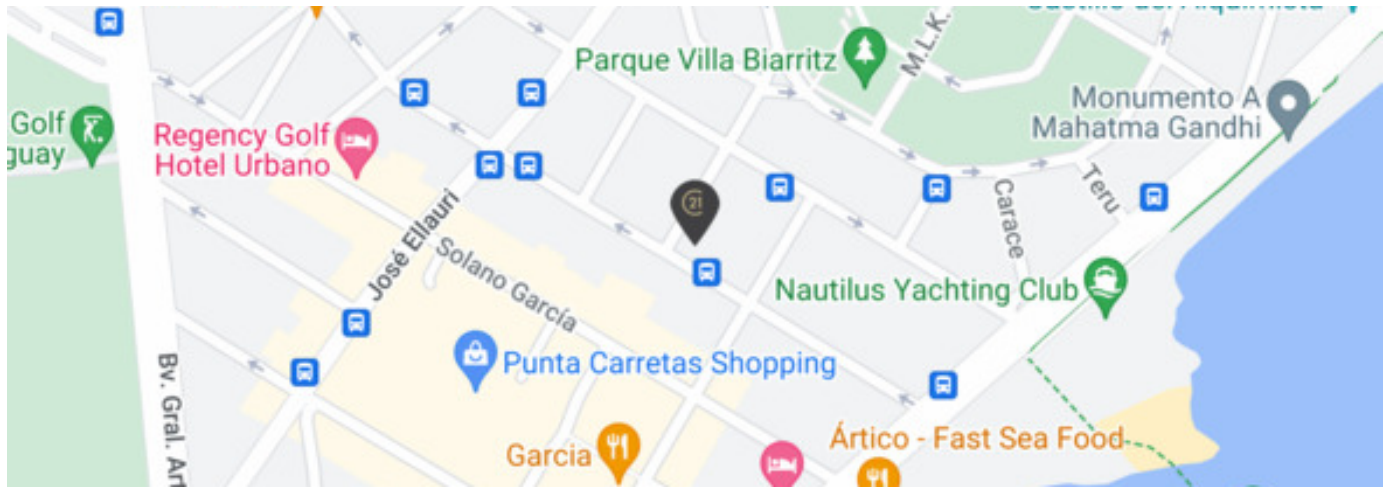 Parque Villa Biarritz
M.L.K.
Monumento A
Mahatma Gandhi
Golf
guay
Regency Golf
Hotel Urbano
José Ellauri
Solano García
Carace
Teru
Nautilus Yachting Club
21
Punta Carretas Shopping
Bv. Gral. Art
Garcia
Ártico - Fast Sea Food